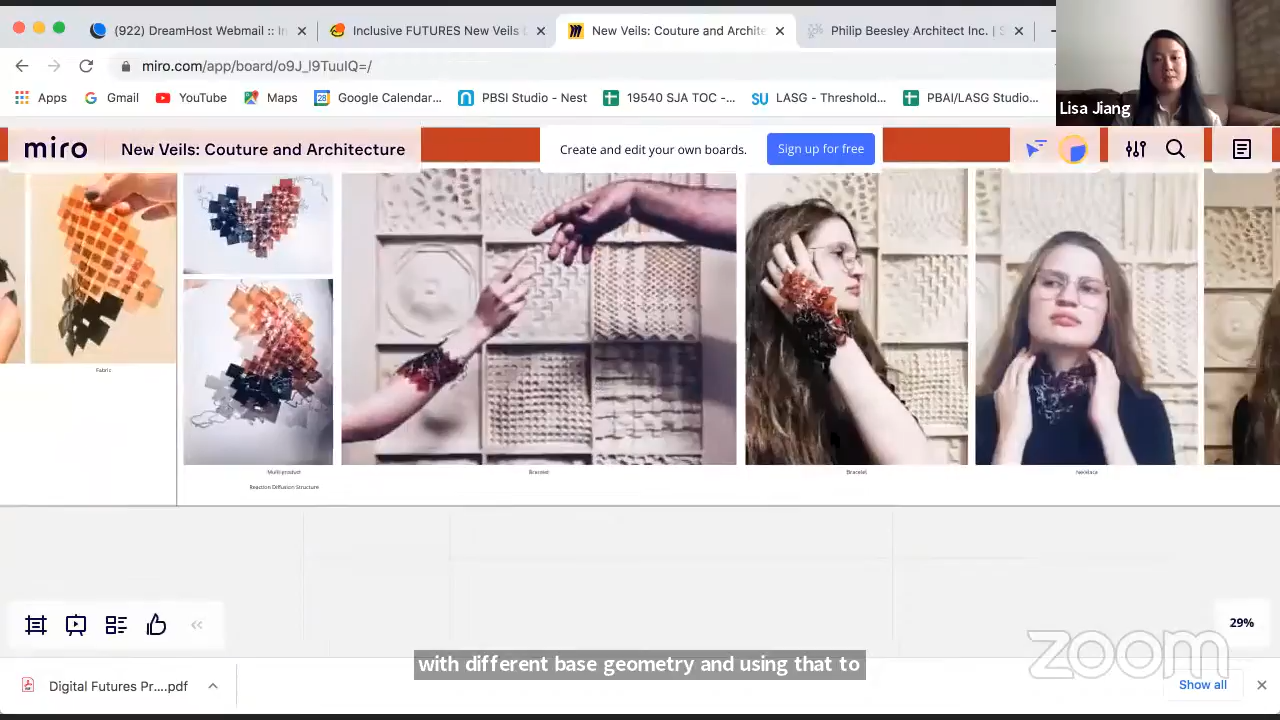 (922) DreamHost Webmail :: In
Inclusive FUTURES New Veils
New Veils: Couture and Archite
Philip Beesley Architect Inc. | S
miro.com/app/board/o9J_l9TuulQ=/
Apps
Gmail
YouTube
Maps
Google Calendar...
PBSI Studio - Nest
19540 SJA TOC -...
LASG - Threshold...
PBAI/LASG Studio...
Lisa Jiang
miro
New Veils: Couture and Architecture
Create and edit your own boards.
Sign up for free
Fabric
Multi-product
Reaction Diffusion Structure
Bracelet
Bracelet
Necklace
29%
zoom
with different base geometry and using that to
Digital Futures Pr....pdf
Show all